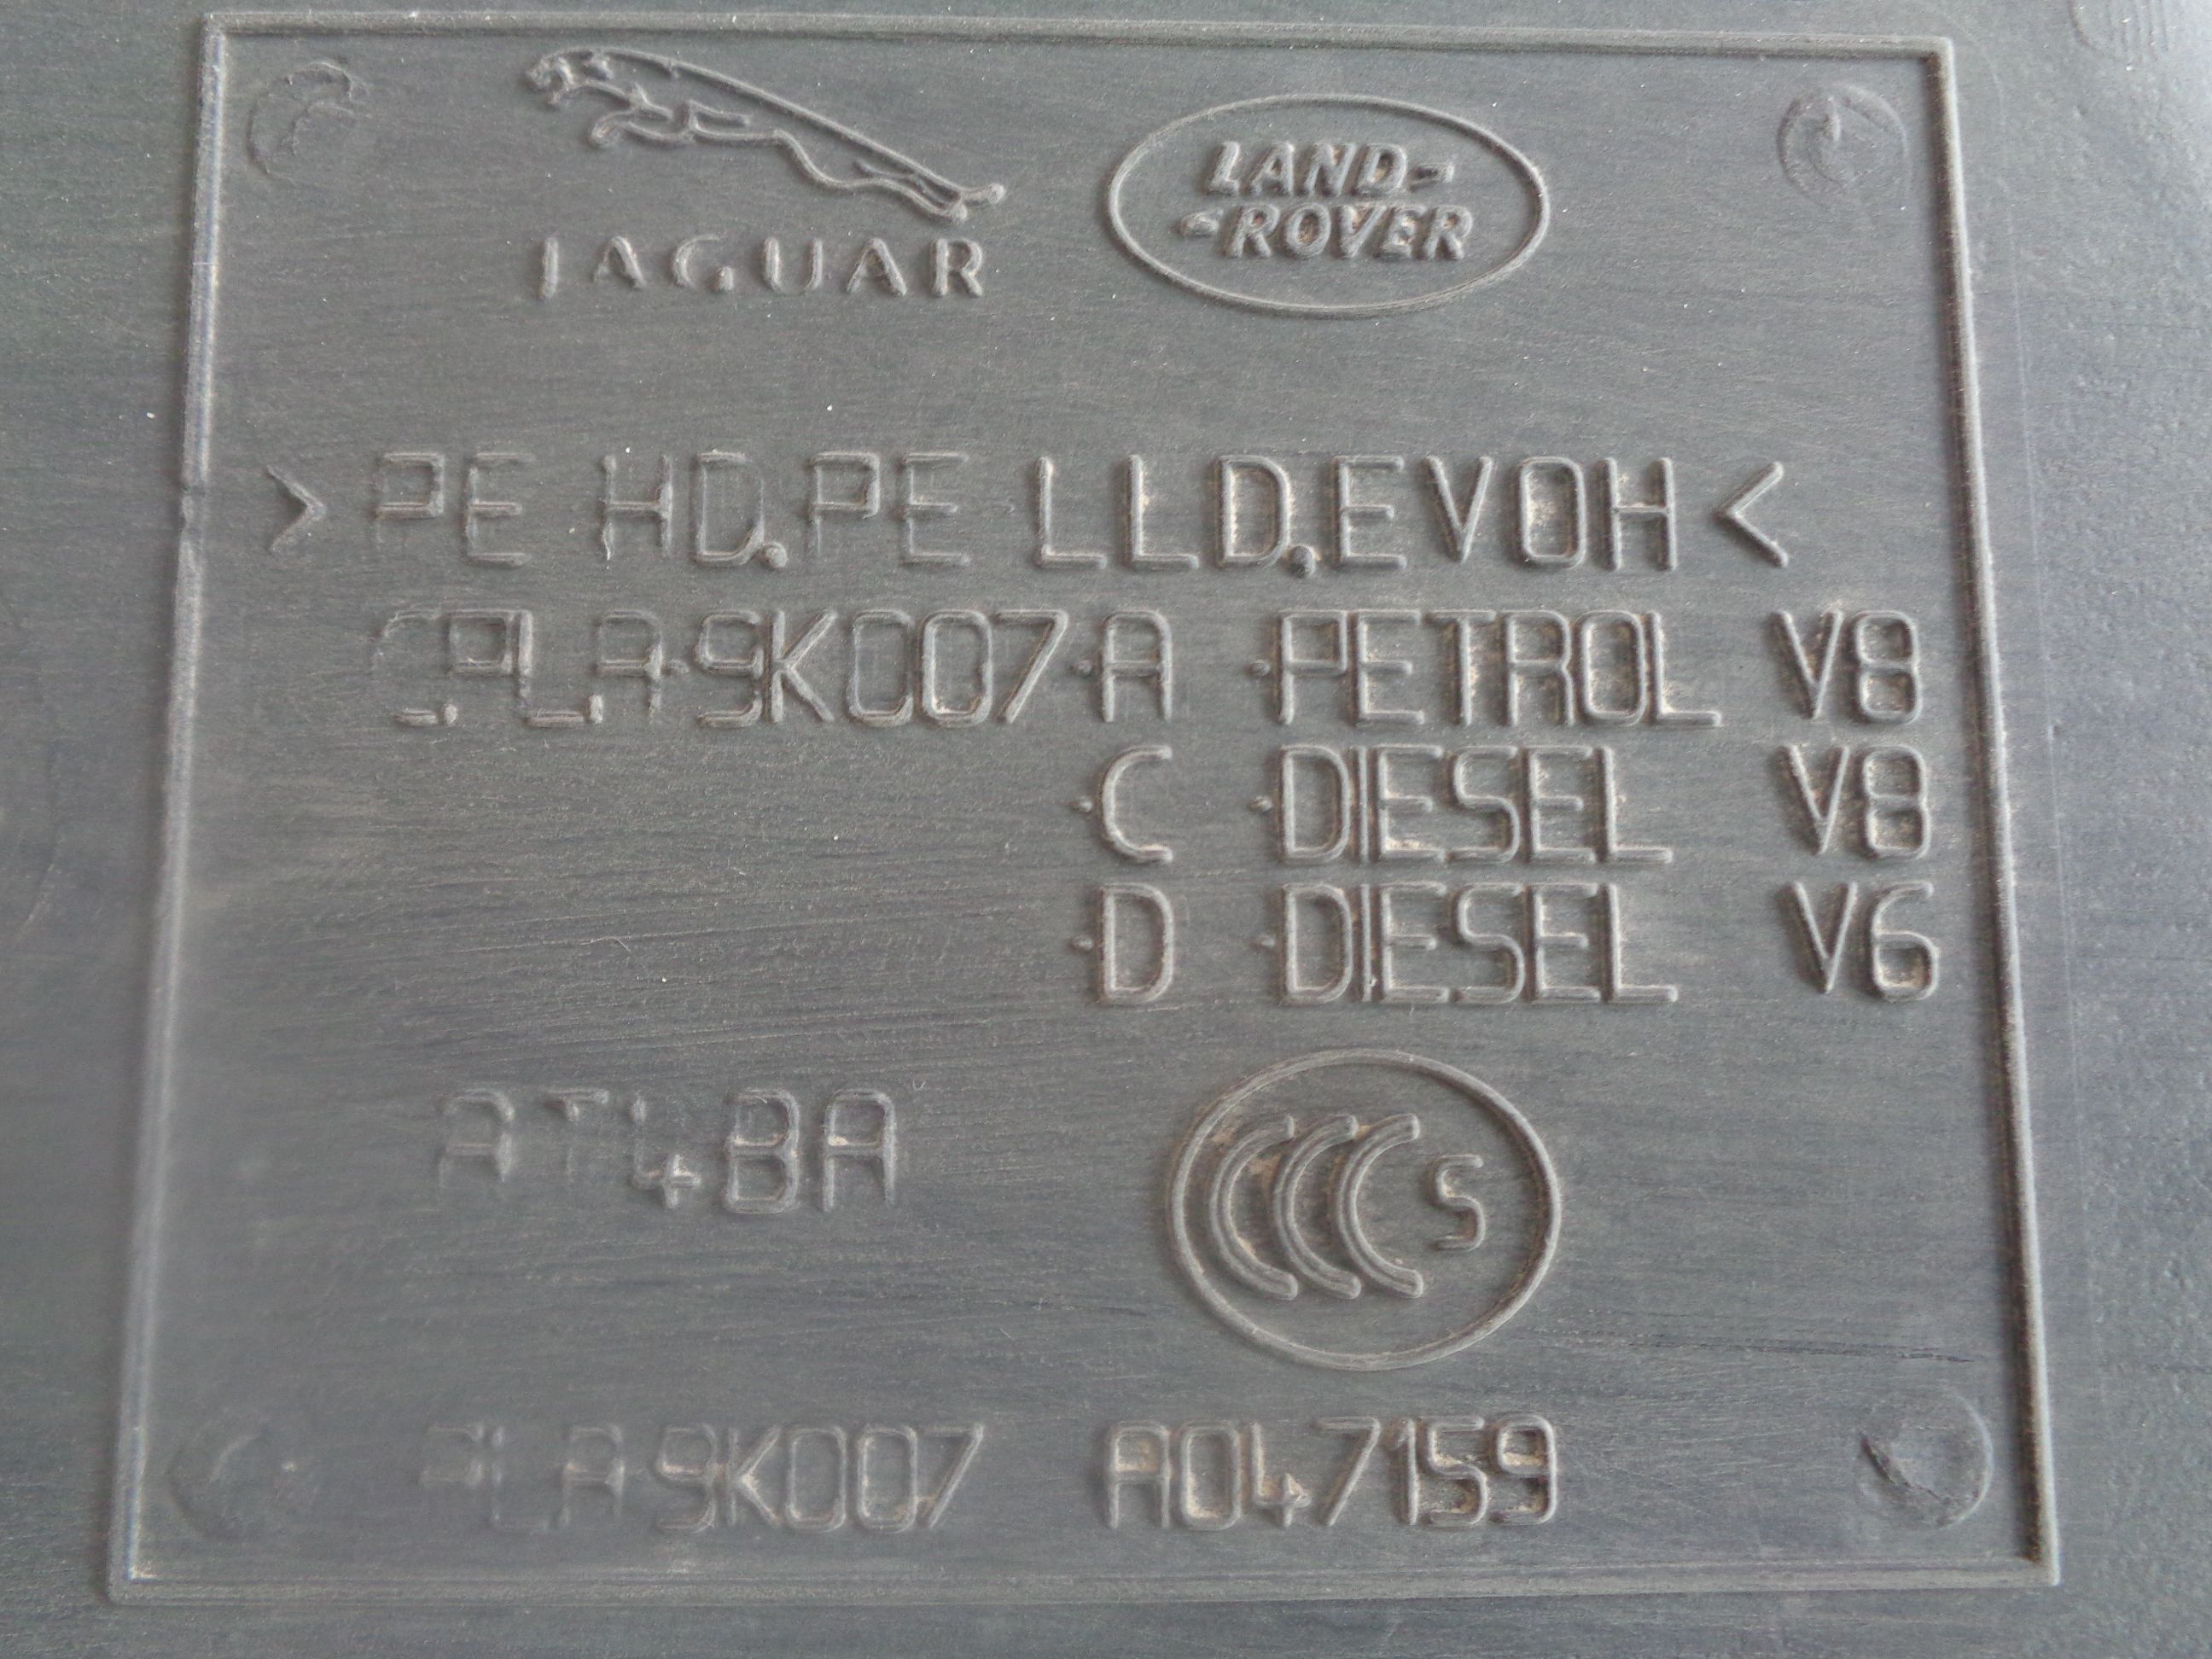 JAGUAR
LAND-
-ROVER
>PE HD.PE LLD,EVOH<
CPLA-9K007-A -PETROL V8
-C -DIESEL V8
-D -DIESEL V6
AT4BA
CCC S
PLA 9K007 A047159